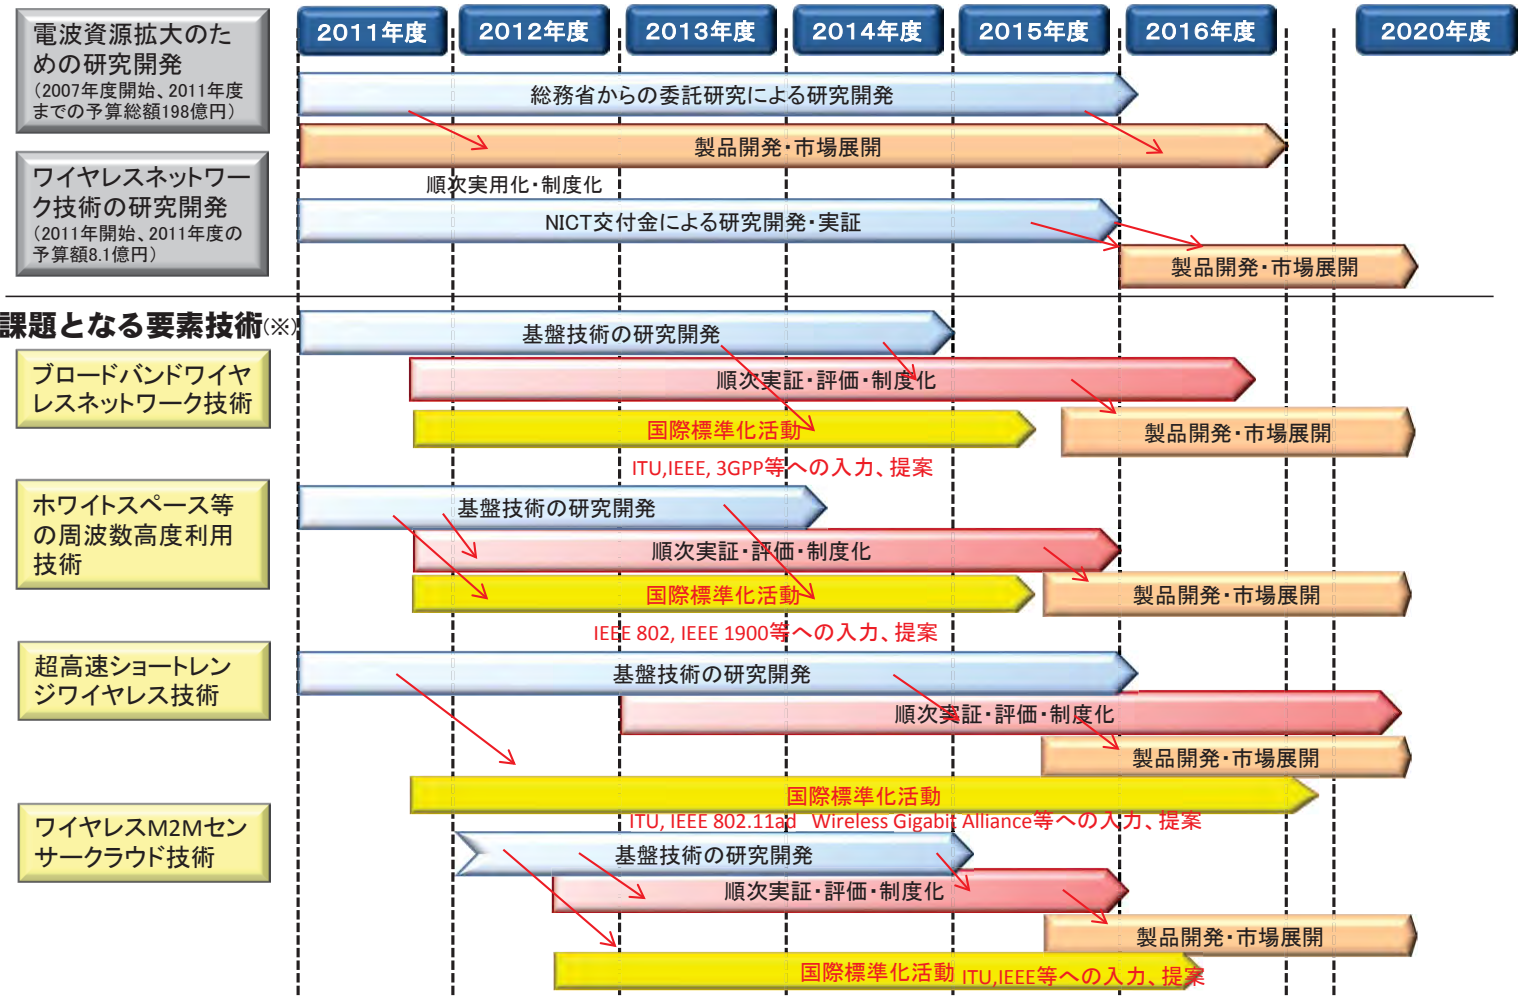 2011年度
2012年度
2013年度
2014年度
2015年度
2016年度
2020年度
電波資源拡大のた
めの研究開発
（2007年度開始、2011年度
までの予算総額198億円）
総務省からの委託研究による研究開発
製品開発・市場展開
順次実用化・制度化
ワイヤレスネットワー
ク技術の研究開発
（2011年開始、2011年度の
予算額8.1億円）
NICT交付金による研究開発・実証
製品開発・市場展開
課題となる要素技術(※)
ブロードバンドワイヤ
レスネットワーク技術
基盤技術の研究開発
順次実証・評価・制度化
国際標準化活動
製品開発・市場展開
ITU,IEEE, 3GPP等への入力、提案
ホワイトスペース等
の周波数高度利用
技術
基盤技術の研究開発
順次実証・評価・制度化
国際標準化活動
製品開発・市場展開
IEEE 802, IEEE 1900等への入力、提案
超高速ショートレン
ジワイヤレス技術
基盤技術の研究開発
順次実証・評価・制度化
製品開発・市場展開
国際標準化活動
ITU, IEEE 802.11ad Wireless Gigabit Alliance等への入力、提案
ワイヤレスM2Mセン
サークラウド技術
基盤技術の研究開発
順次実証・評価・制度化
製品開発・市場展開
国際標準化活動 ITU,IEEE等への入力、提案